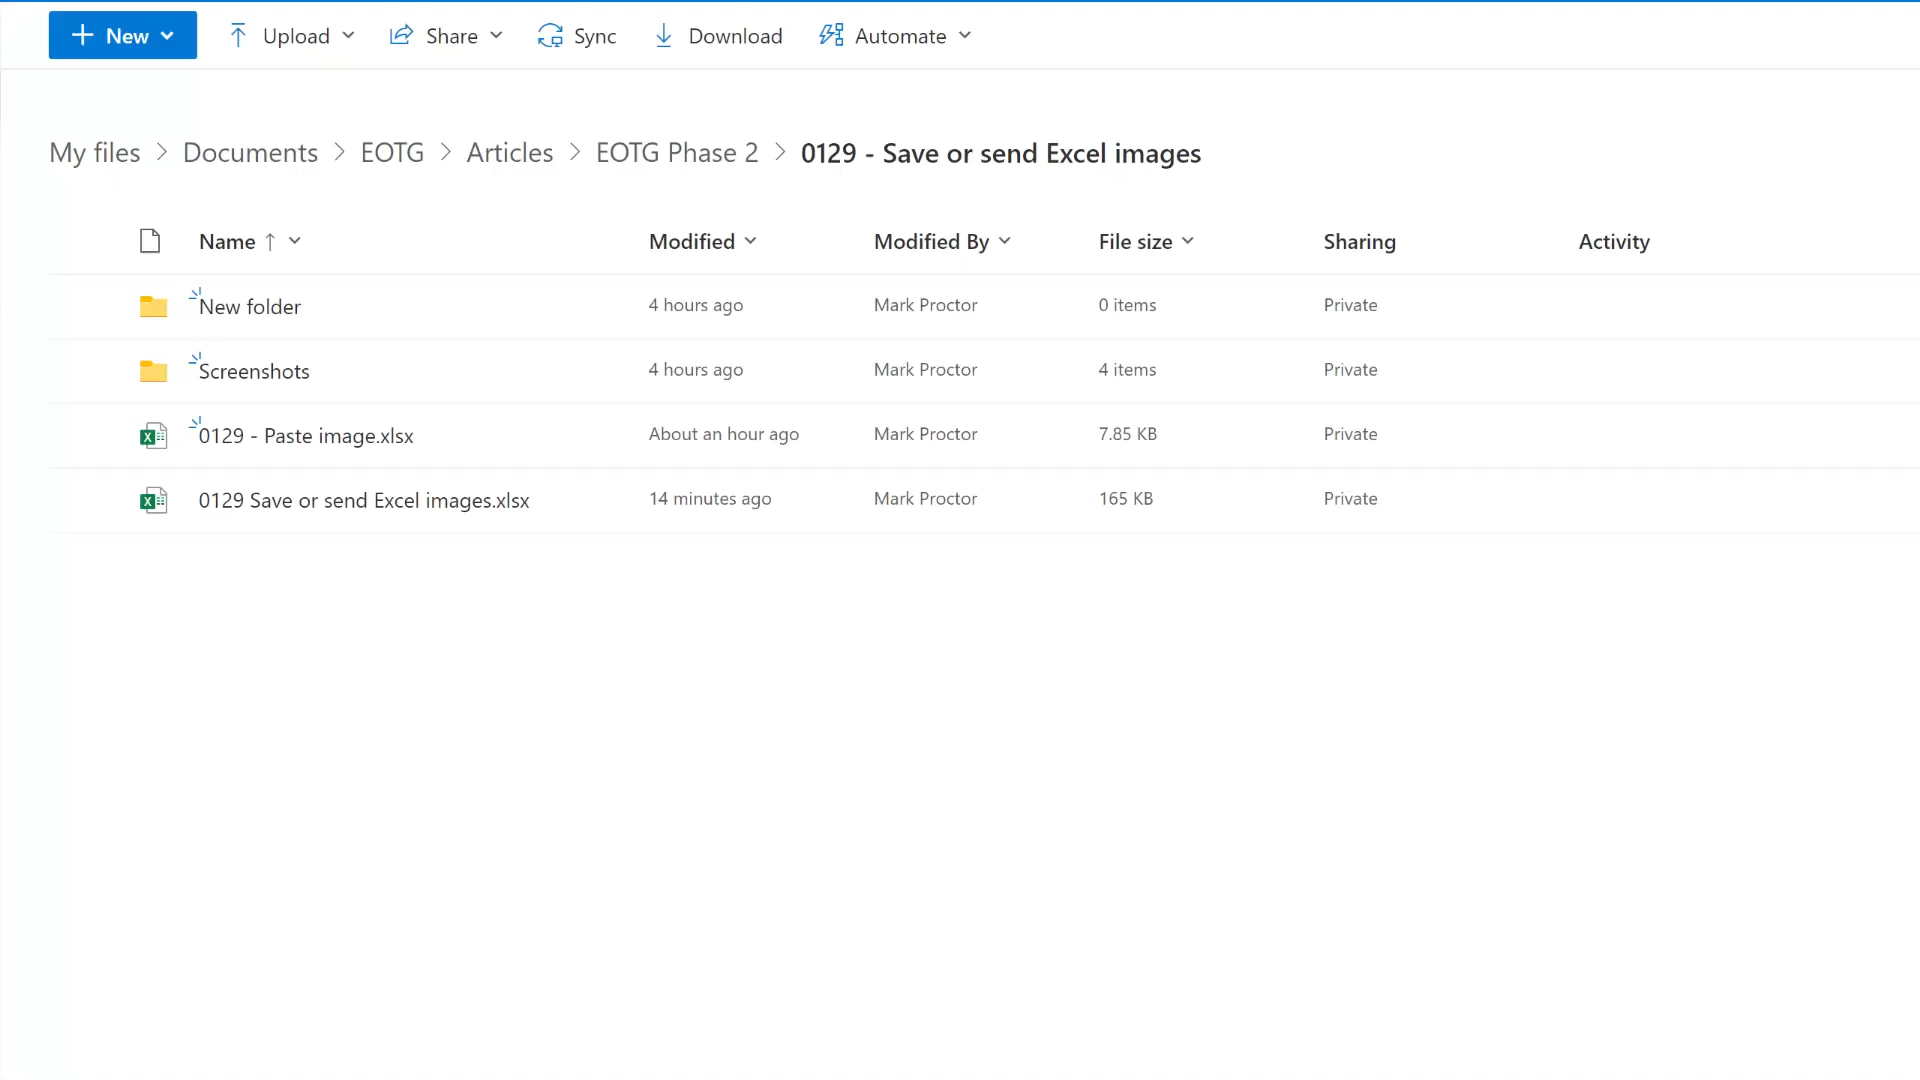 New Upload Share Sync Download Automate
My files > Documents > EOTG > Articles > EOTG Phase 2 > 0129 - Save or send Excel images
Name ↑ Modified Modified By File size Sharing Activity
New folder 4 hours ago Mark Proctor 0 items Private
Screenshots 4 hours ago Mark Proctor 4 items Private
0129 - Paste image.xlsx About an hour ago Mark Proctor 7.85 KB Private
0129 Save or send Excel images.xlsx 14 minutes ago Mark Proctor 165 KB Private